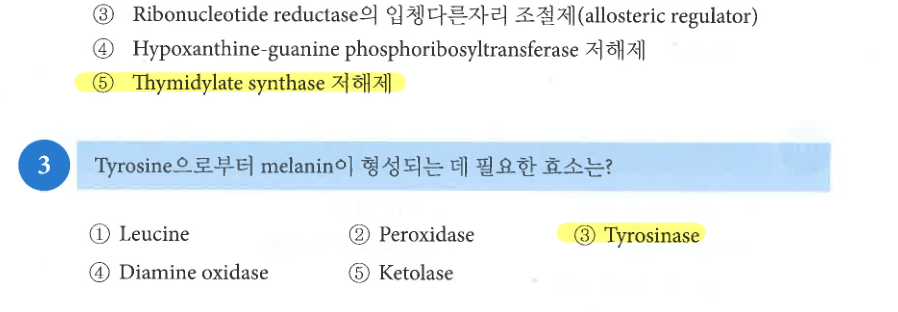 ③ Ribonucleotide reductase의 입쳉다른자리 조절제(allosteric regulator)
④ Hypoxanthine-guanine phosphoribosyltransferase 저해제
⑤ Thymidylate synthase 저해제
3 Tyrosine으로부터 melanin이 형성되는 데 필요한 효소는?
① Leucine ② Peroxidase ③ Tyrosinase
④ Diamine oxidase ⑤ Ketolase